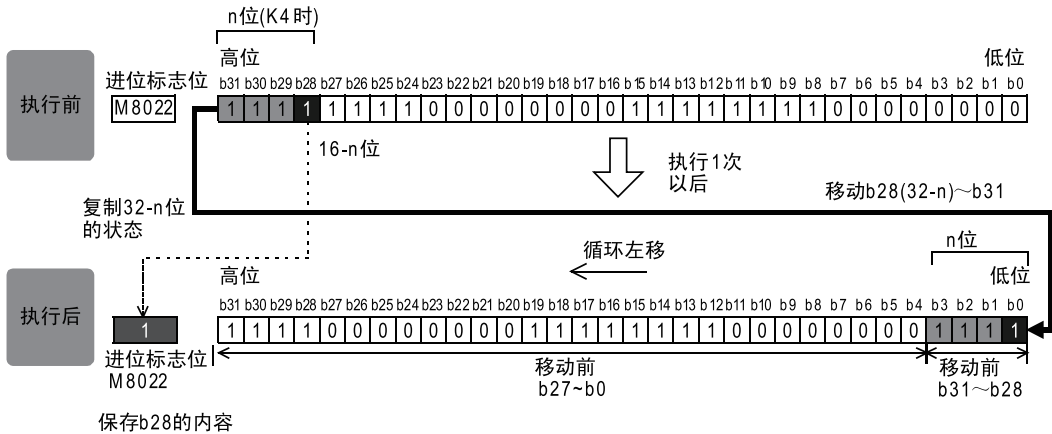 n位(K4时)
高位
低位
执行前
进位标志位
b31 b30 b29 b28 b27 b26 b25 b24 b23 b22 b21 b20 b19 b18 b17 b16 b15 b14 b13 b12 b11 b10 b9 b8 b7 b6 b5 b4 b3 b2 b1 b0
M8022
1 1 1 1 1 1 1 1 0 0 0 0 0 0 0 0 1 1 1 1 1 1 1 1 0 0 0 0 0 0 0 0
16-n位
执行1次
以后
移动b28(32-n)～b31
复制32-n位
的状态
循环左移
n位
高位
低位
执行后
b31 b30 b29 b28 b27 b26 b25 b24 b23 b22 b21 b20 b19 b18 b17 b16 b15 b14 b13 b12 b11 b10 b9 b8 b7 b6 b5 b4 b3 b2 b1 b0
1
1 1 1 1 0 0 0 0 0 0 0 0 1 1 1 1 1 1 1 1 0 0 0 0 0 0 0 0 1 1 1 1
进位标志位
M8022
移动前
b27~b0
移动前
b31～b28
保存b28的内容